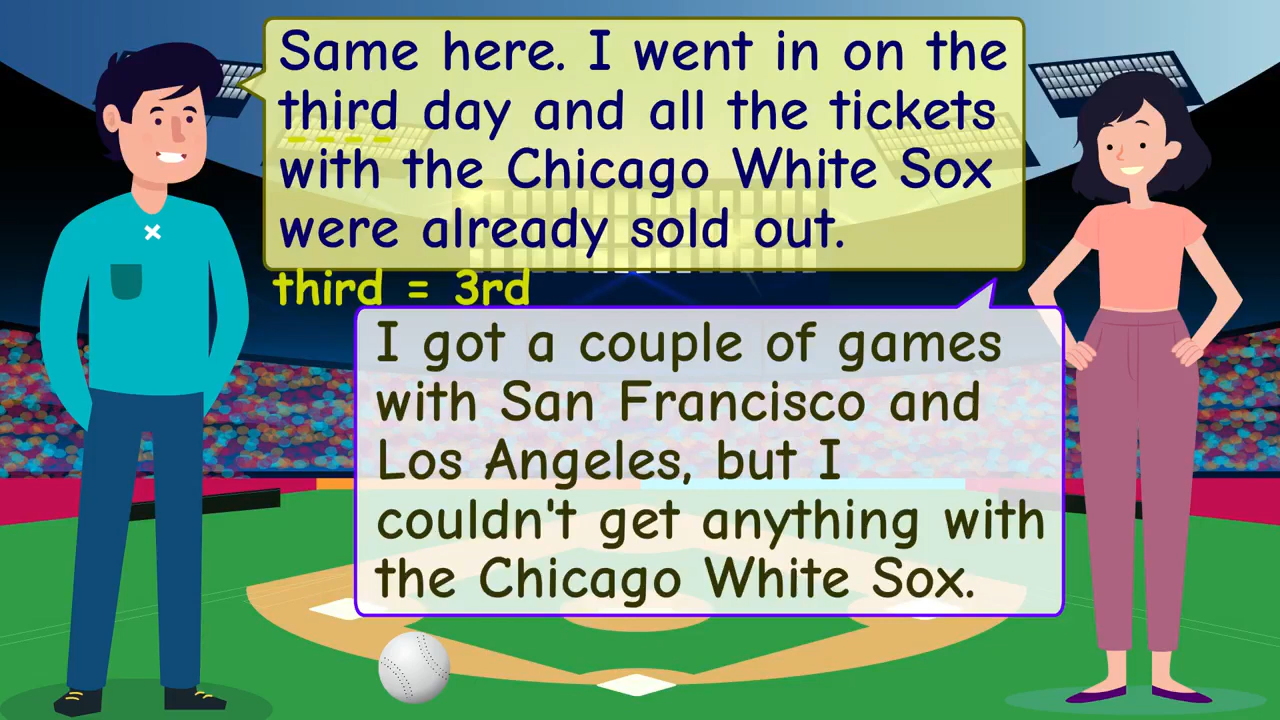 Same here. I went in on the
third day and all the tickets
with the Chicago White Sox
were already sold out.
third = 3rd
I got a couple of games
with San Francisco and
Los Angeles, but I
couldn't get anything with
the Chicago White Sox.